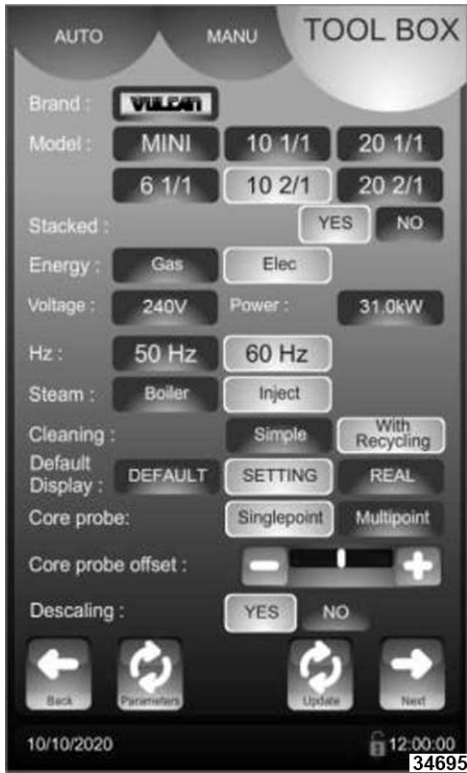 AUTO MANU TOOL BOX
Brand : VULCAN
Model : MINI 10 1/1 20 1/1
6 1/1 10 2/1 20 2/1
Stacked : YES NO
Energy : Gas Elec
Voltage : 240V Power : 31.0kW
Hz : 50 Hz 60 Hz
Steam : Boiler Inject
Cleaning : Simple With Recycling
Default Display : DEFAULT SETTING REAL
Core probe: Singlepoint Multipoint
Core probe offset :
Descaling : YES NO
Back Parameters Update Next
10/10/2020 12:00:00
34695